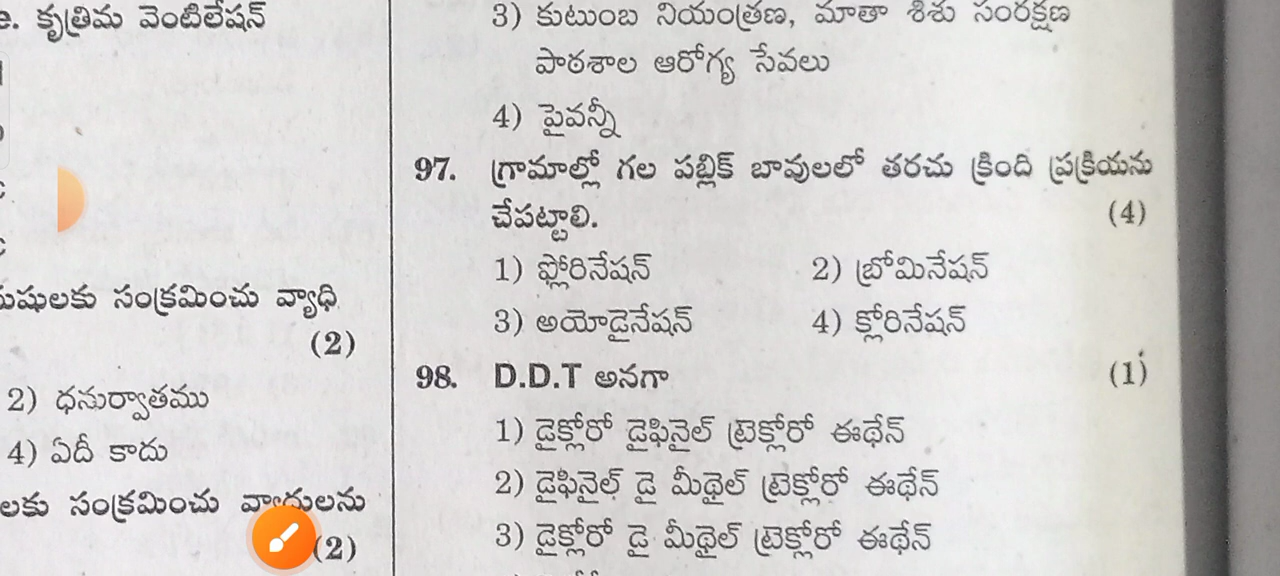 e. కృత్రిమ వెంటిలేషన్
సంక్రమించు వ్యాధి
(2)
2) ధనుర్వాతము
4) ఏదీ కాదు
లకు సంక్రమించు
(2)
3) కుటుంబ నియంత్రణ, మాతా శిశు సంరక్షణ
పాఠశాల ఆరోగ్య సేవలు
4) పైవన్నీ
97. గ్రామాల్లో గల పబ్లిక్ బావులలో తరచు క్రింది ప్రక్రియను
చేపట్టాలి. (4)
1) ఫ్లోరినేషన్ 2) బ్రోమినేషన్
3) అయోడైనేషన్ 4) క్లోరినేషన్
98. D.D.T అనగా (1)
1) డైక్లోరో డైఫినైల్ ట్రైక్లోరో ఈథేన్
2) డైఫినైల్ డై మీథైల్ ట్రైక్లోరో ఈథేన్
3) డైక్లోరో డై మీథైల్ ట్రైక్లోరో ఈథేన్